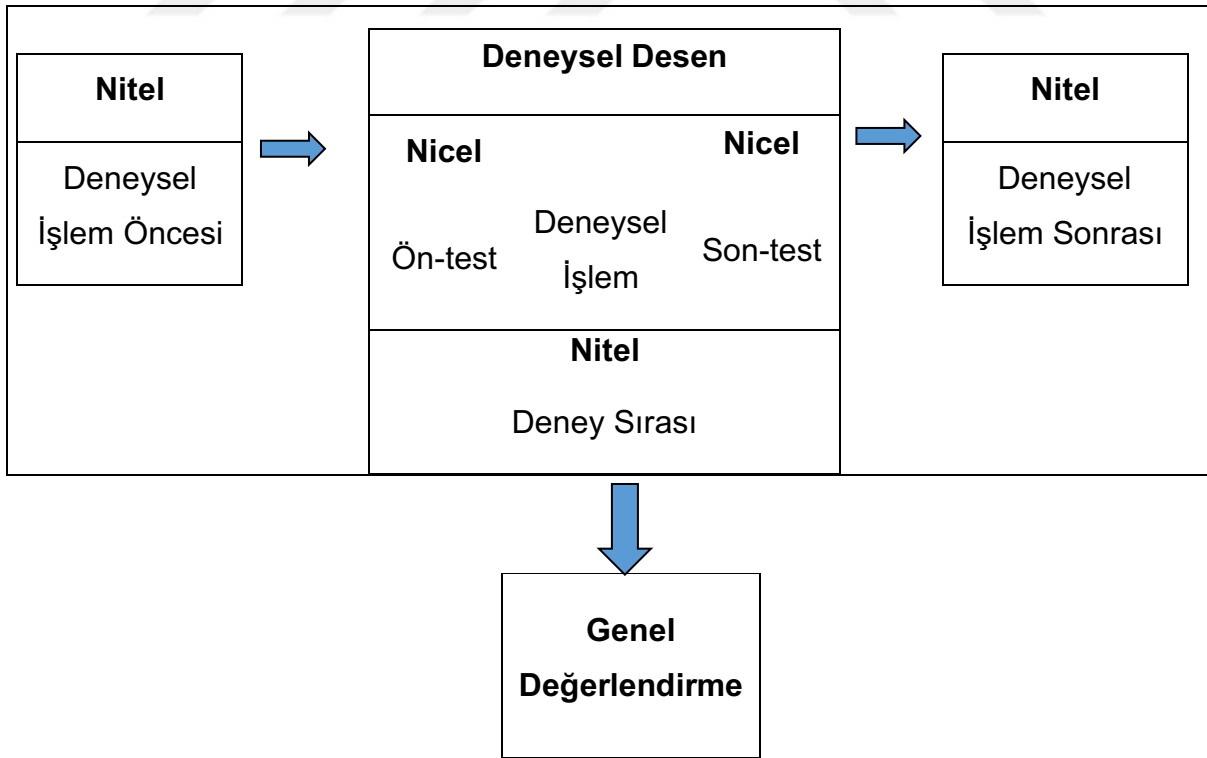 Nitel
Deneysel
İşlem Öncesi
Deneysel Desen
Nicel
Ön-test
Deneysel
İşlem
Nicel
Son-test
Nitel
Deney Sırası
Nitel
Deneysel
İşlem Sonrası
Genel
Değerlendirme